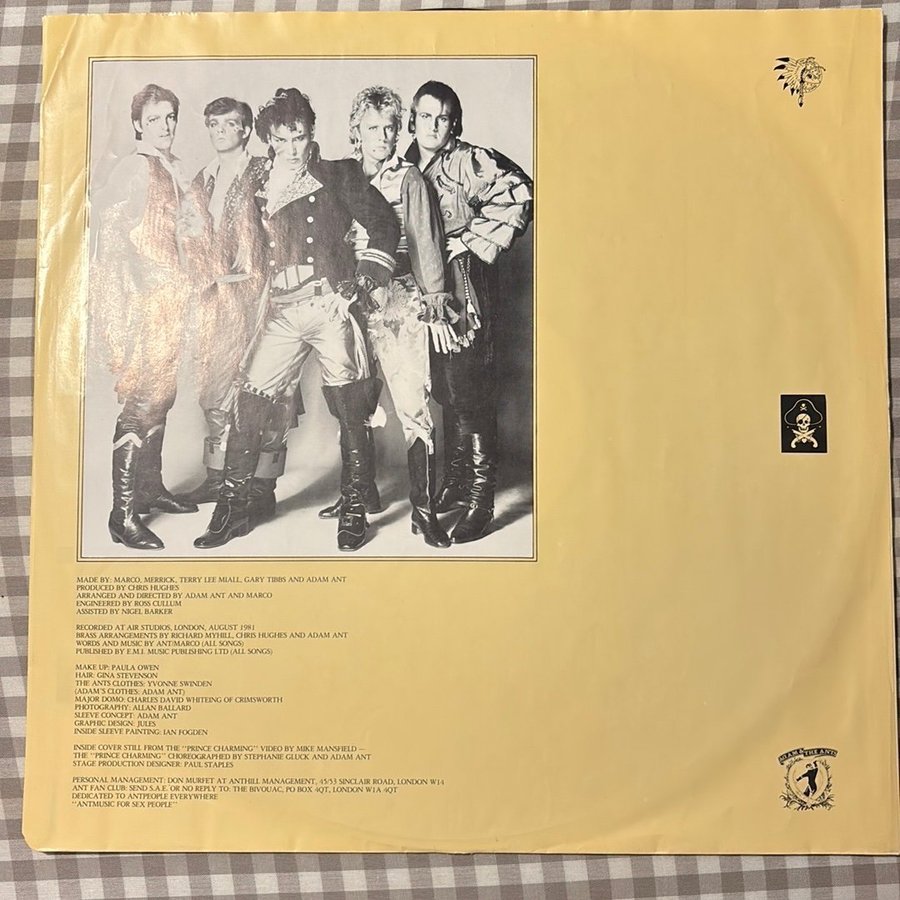 MADE BY: MARCO, MERRICK, TERRY LEE MIALL, GARY TIBBS AND ADAM ANT
PRODUCED BY CHRIS HUGHES
ARRANGED AND DIRECTED BY ADAM ANT AND MARCO
ENGINEERED BY ROSS CULLUM
ASSISTED BY NIGEL BARKER
RECORDED AT AIR STUDIOS, LONDON, AUGUST 1981
BRASS ARRANGEMENTS BY RICHARD MYHILL, CHRIS HUGHES AND ADAM ANT
WORDS AND MUSIC BY ANT/MARCO (ALL SONGS)
PUBLISHED BY E.M.I. MUSIC PUBLISHING LTD (ALL SONGS)
MAKE UP: PAULA OWEN
HAIR: GINA STEVENSON
THE ANTS CLOTHES: YVONNE SWINDEN
(ADAM'S CLOTHES: ADAM ANT)
MAJOR DOMO: CHARLES DAVID WHITEING OF CRIMSWORTH
PHOTOGRAPHY: ALLAN BALLARD
SLEEVE CONCEPT: ADAM ANT
GRAPHIC DESIGN: JULES
INSIDE SLEEVE PAINTING: IAN FOGDEN
INSIDE COVER STILL FROM THE "PRINCE CHARMING" VIDEO BY MIKE MANSFIELD —
THE "PRINCE CHARMING" CHOREOGRAPHED BY STEPHANIE GLUCK AND ADAM ANT
STAGE PRODUCTION DESIGNER: PAUL STAPLES
PERSONAL MANAGEMENT: DON MURFET AT ANTHILL MANAGEMENT, 45/53 SINCLAIR ROAD, LONDON W14
ANT FAN CLUB: SEND S.A.E. OR NO REPLY TO: THE BIVOUAC, PO BOX 4QT, LONDON W1A 4QT
DEDICATED TO ANTPEOPLE EVERYWHERE
"ANTMUSIC FOR SEX PEOPLE"
ADAM & THE ANTS